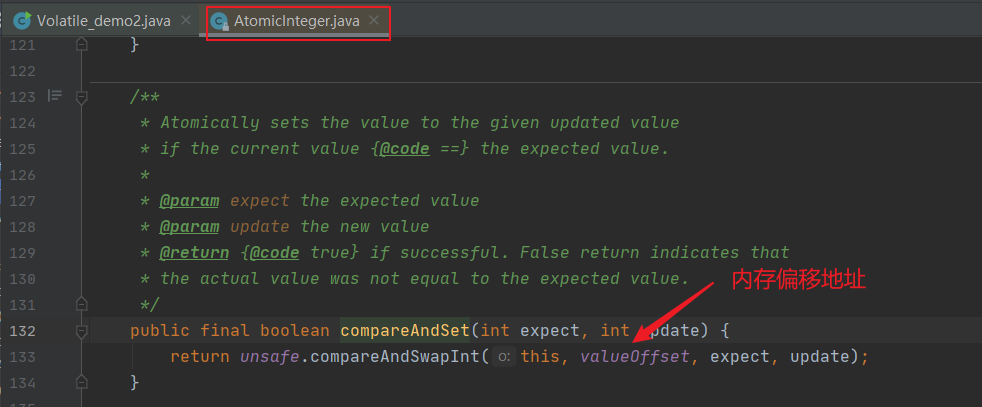 Volatile_demo2.java × AtomicInteger.java ×
121 }
122
123 /**
124 * Atomically sets the value to the given updated value
125 * if the current value {@code ==} the expected value.
126 *
127 * @param expect the expected value
128 * @param update the new value
129 * @return {@code true} if successful. False return indicates that
130 * the actual value was not equal to the expected value.
内存偏移地址
131 */
132 public final boolean compareAndSet(int expect, int update) {
133 return unsafe.compareAndSwapInt( o: this, valueOffset, expect, update);
134 }